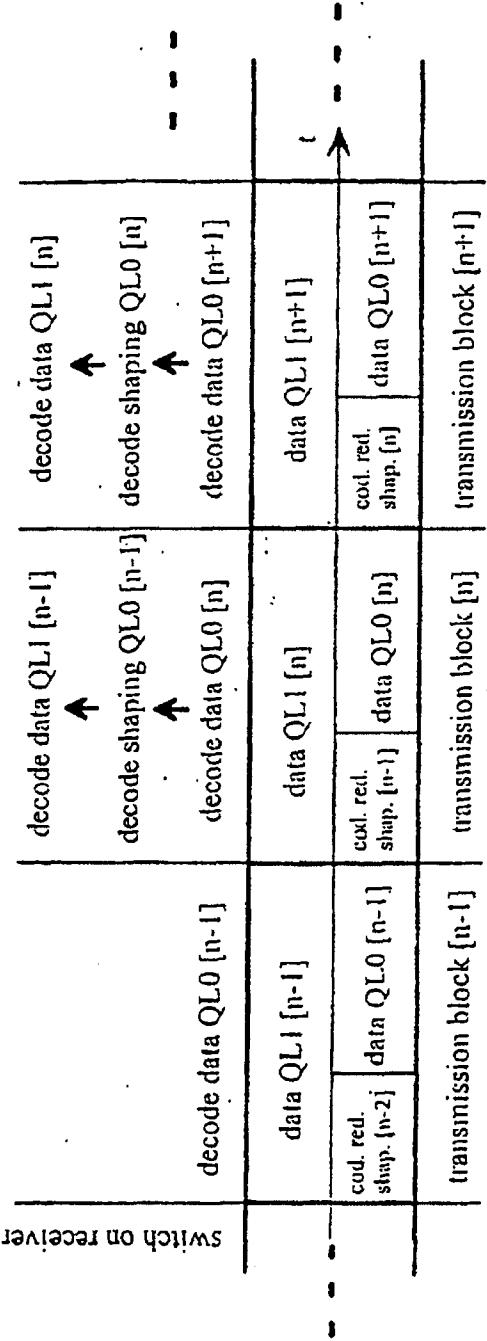 switch on receiver
decode data QL0 [n-1]
data QL1 [n-1]
cod. red.
shap. [n-2]
data QL0 [n-1]
transmission block [n-1]
decode data QL1 [n-1]
decode shaping QL0 [n-1]
decode data QL0 [n]
data QL1 [n]
cod. red.
shap. [n-1]
data QL0 [n]
transmission block [n]
decode data QL1 [n]
decode shaping QL0 [n]
decode data QL0 [n+1]
data QL1 [n+1]
cod. red.
shap. [n]
data QL0 [n+1]
transmission block [n+1]
t